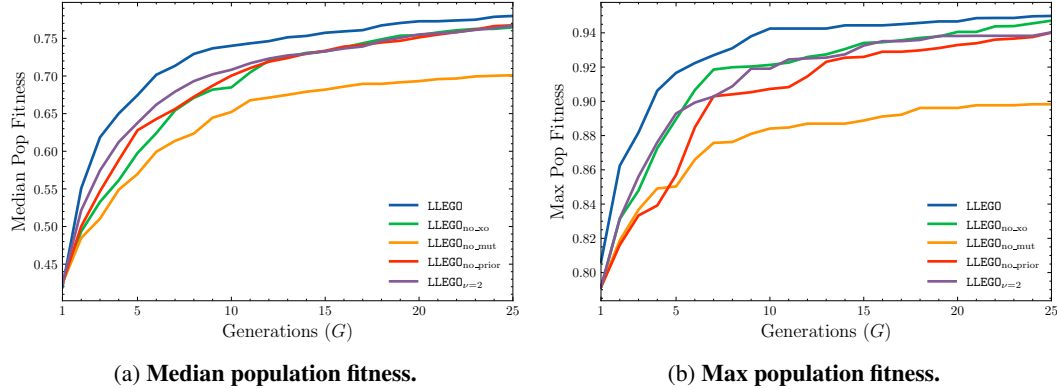 Median Pop Fitness
0.75
0.70
0.65
0.60
0.55
0.50
0.45
1 5 10 15 20 25
Generations (G)
LLEGO
LLEGOno_xo
LLEGOno_mut
LLEGOno_prior
LLEGOν=2
(a) Median population fitness.
Max Pop Fitness
0.94
0.92
0.90
0.88
0.86
0.84
0.82
0.80
1 5 10 15 20 25
Generations (G)
LLEGO
LLEGOno_xo
LLEGOno_mut
LLEGOno_prior
LLEGOν=2
(b) Max population fitness.